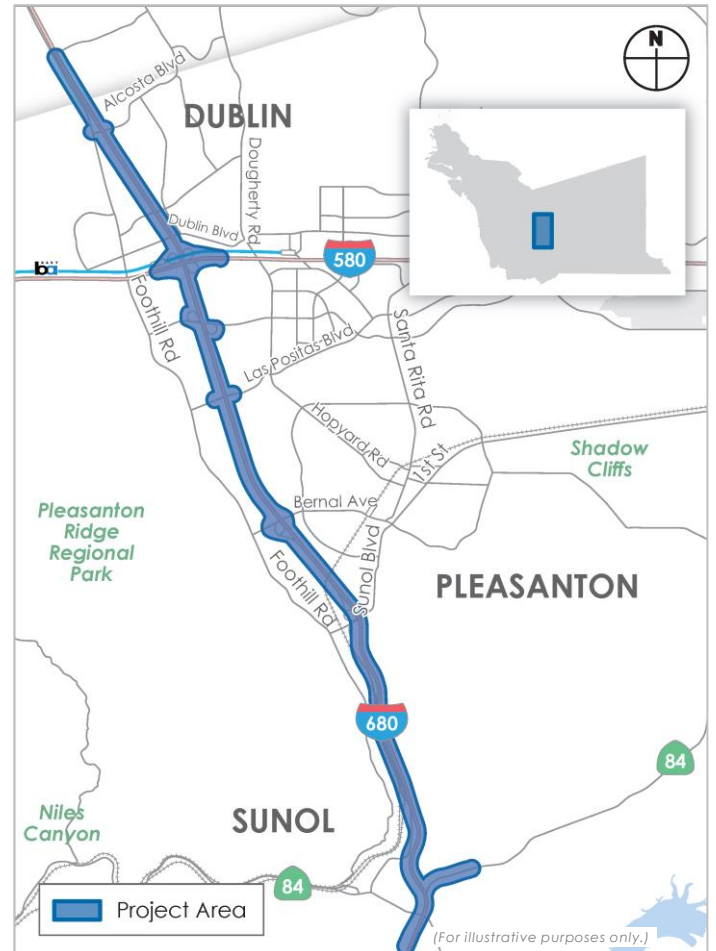 N
Alcosta Blvd
DUBLIN
Dougherty Rd
Dublin Blvd
580
ba
Foothill Rd
Las Positas Blvd
Santa Rita Rd
Hopyard Rd
1st St
Shadow
Cliffs
Bernal Ave
Pleasanton
Ridge
Regional
Park
Foothill Rd
Sunol Blvd
PLEASANTON
680
84
Niles
Canyon
SUNOL
84
Project Area
(For illustrative purposes only.)